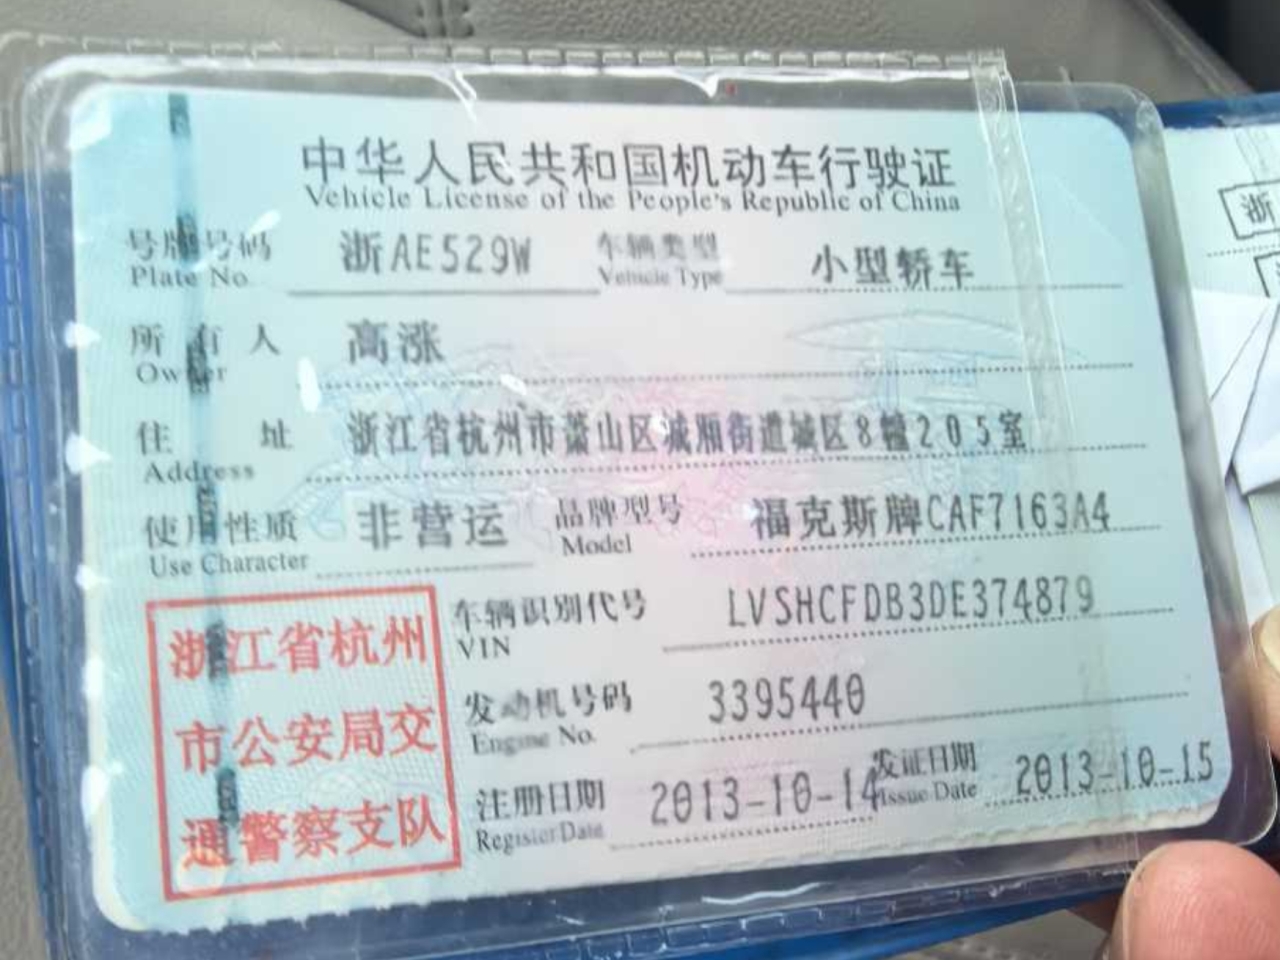 中华人民共和国机动车行驶证
Vehicle License of the People's Republic of China
号牌号码 浙AE529W 车辆类型 小型轿车
Plate No. Vehicle Type
所有人 高涨
Owner
住址 浙江省杭州市萧山区城厢街道城区8幢205室
Address
使用性质 非营运 品牌型号 福克斯牌CAF7163A4
Use Character Model
车辆识别代号 LVSHCFDB3DE374879
VIN
发动机号码 3395440
Engine No.
注册日期 2013-10-14 发证日期 2013-10-15
Register Date Issue Date
浙江省杭州
市公安局交
通警察支队
浙